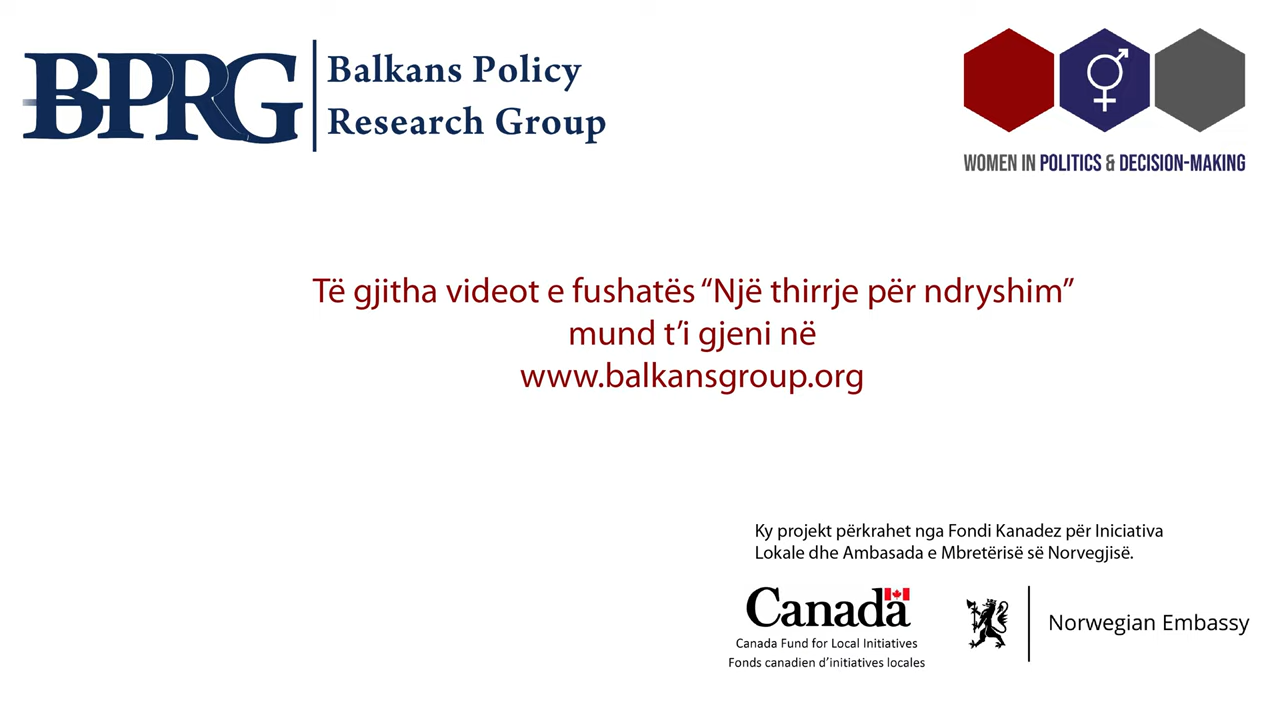 BPRG
Balkans Policy
Research Group
WOMEN IN POLITICS & DECISION-MAKING
Të gjitha videot e fushatës “Një thirrje për ndryshim”
mund t’i gjeni në
www.balkansgroup.org
Ky projekt përkrahet nga Fondi Kanadez për Iniciativa
Lokale dhe Ambasada e Mbretërisë së Norvegjisë.
Canada
Canada Fund for Local Initiatives
Fonds canadien d’initiatives locales
Norwegian Embassy